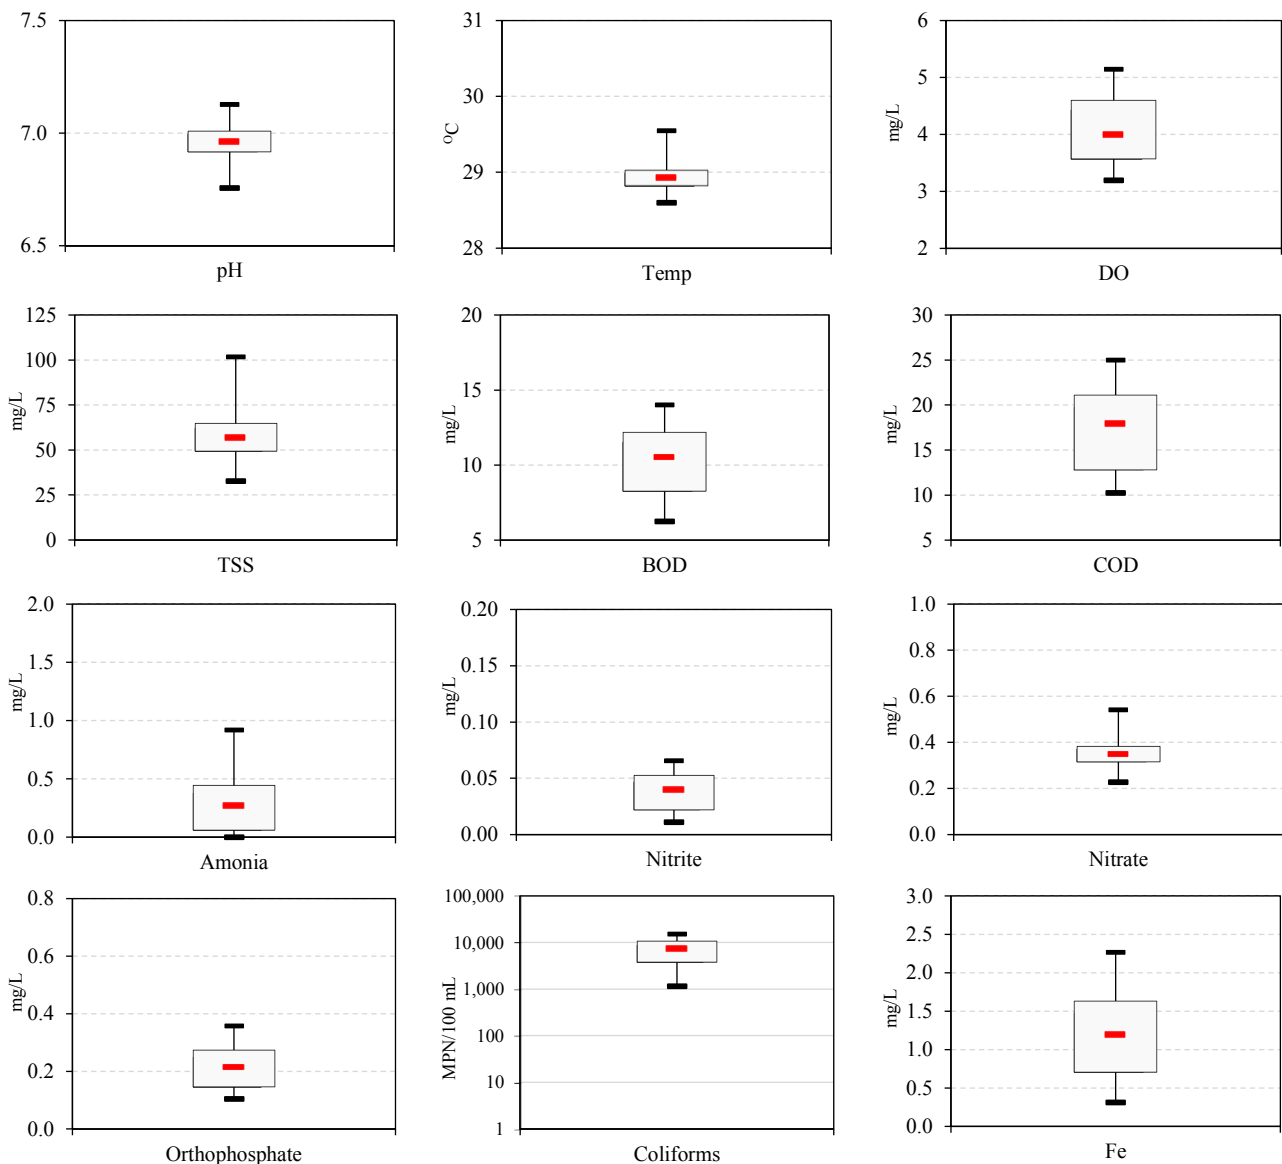 7.5
7.0
6.5
pH
31
30
29
28
ᴼC
Temp
6
5
4
3
2
mg/L
DO
125
100
75
50
25
0
mg/L
TSS
20
15
10
5
mg/L
BOD
30
25
20
15
10
5
mg/L
COD
2.0
1.5
1.0
0.5
0.0
mg/L
Amonia
0.20
0.15
0.10
0.05
0.00
mg/L
Nitrite
1.0
0.8
0.6
0.4
0.2
0.0
mg/L
Nitrate
0.8
0.6
0.4
0.2
0.0
mg/L
Orthophosphate
100,000
10,000
1,000
100
10
1
MPN/100 mL
Coliforms
3.0
2.5
2.0
1.5
1.0
0.5
0.0
mg/L
Fe